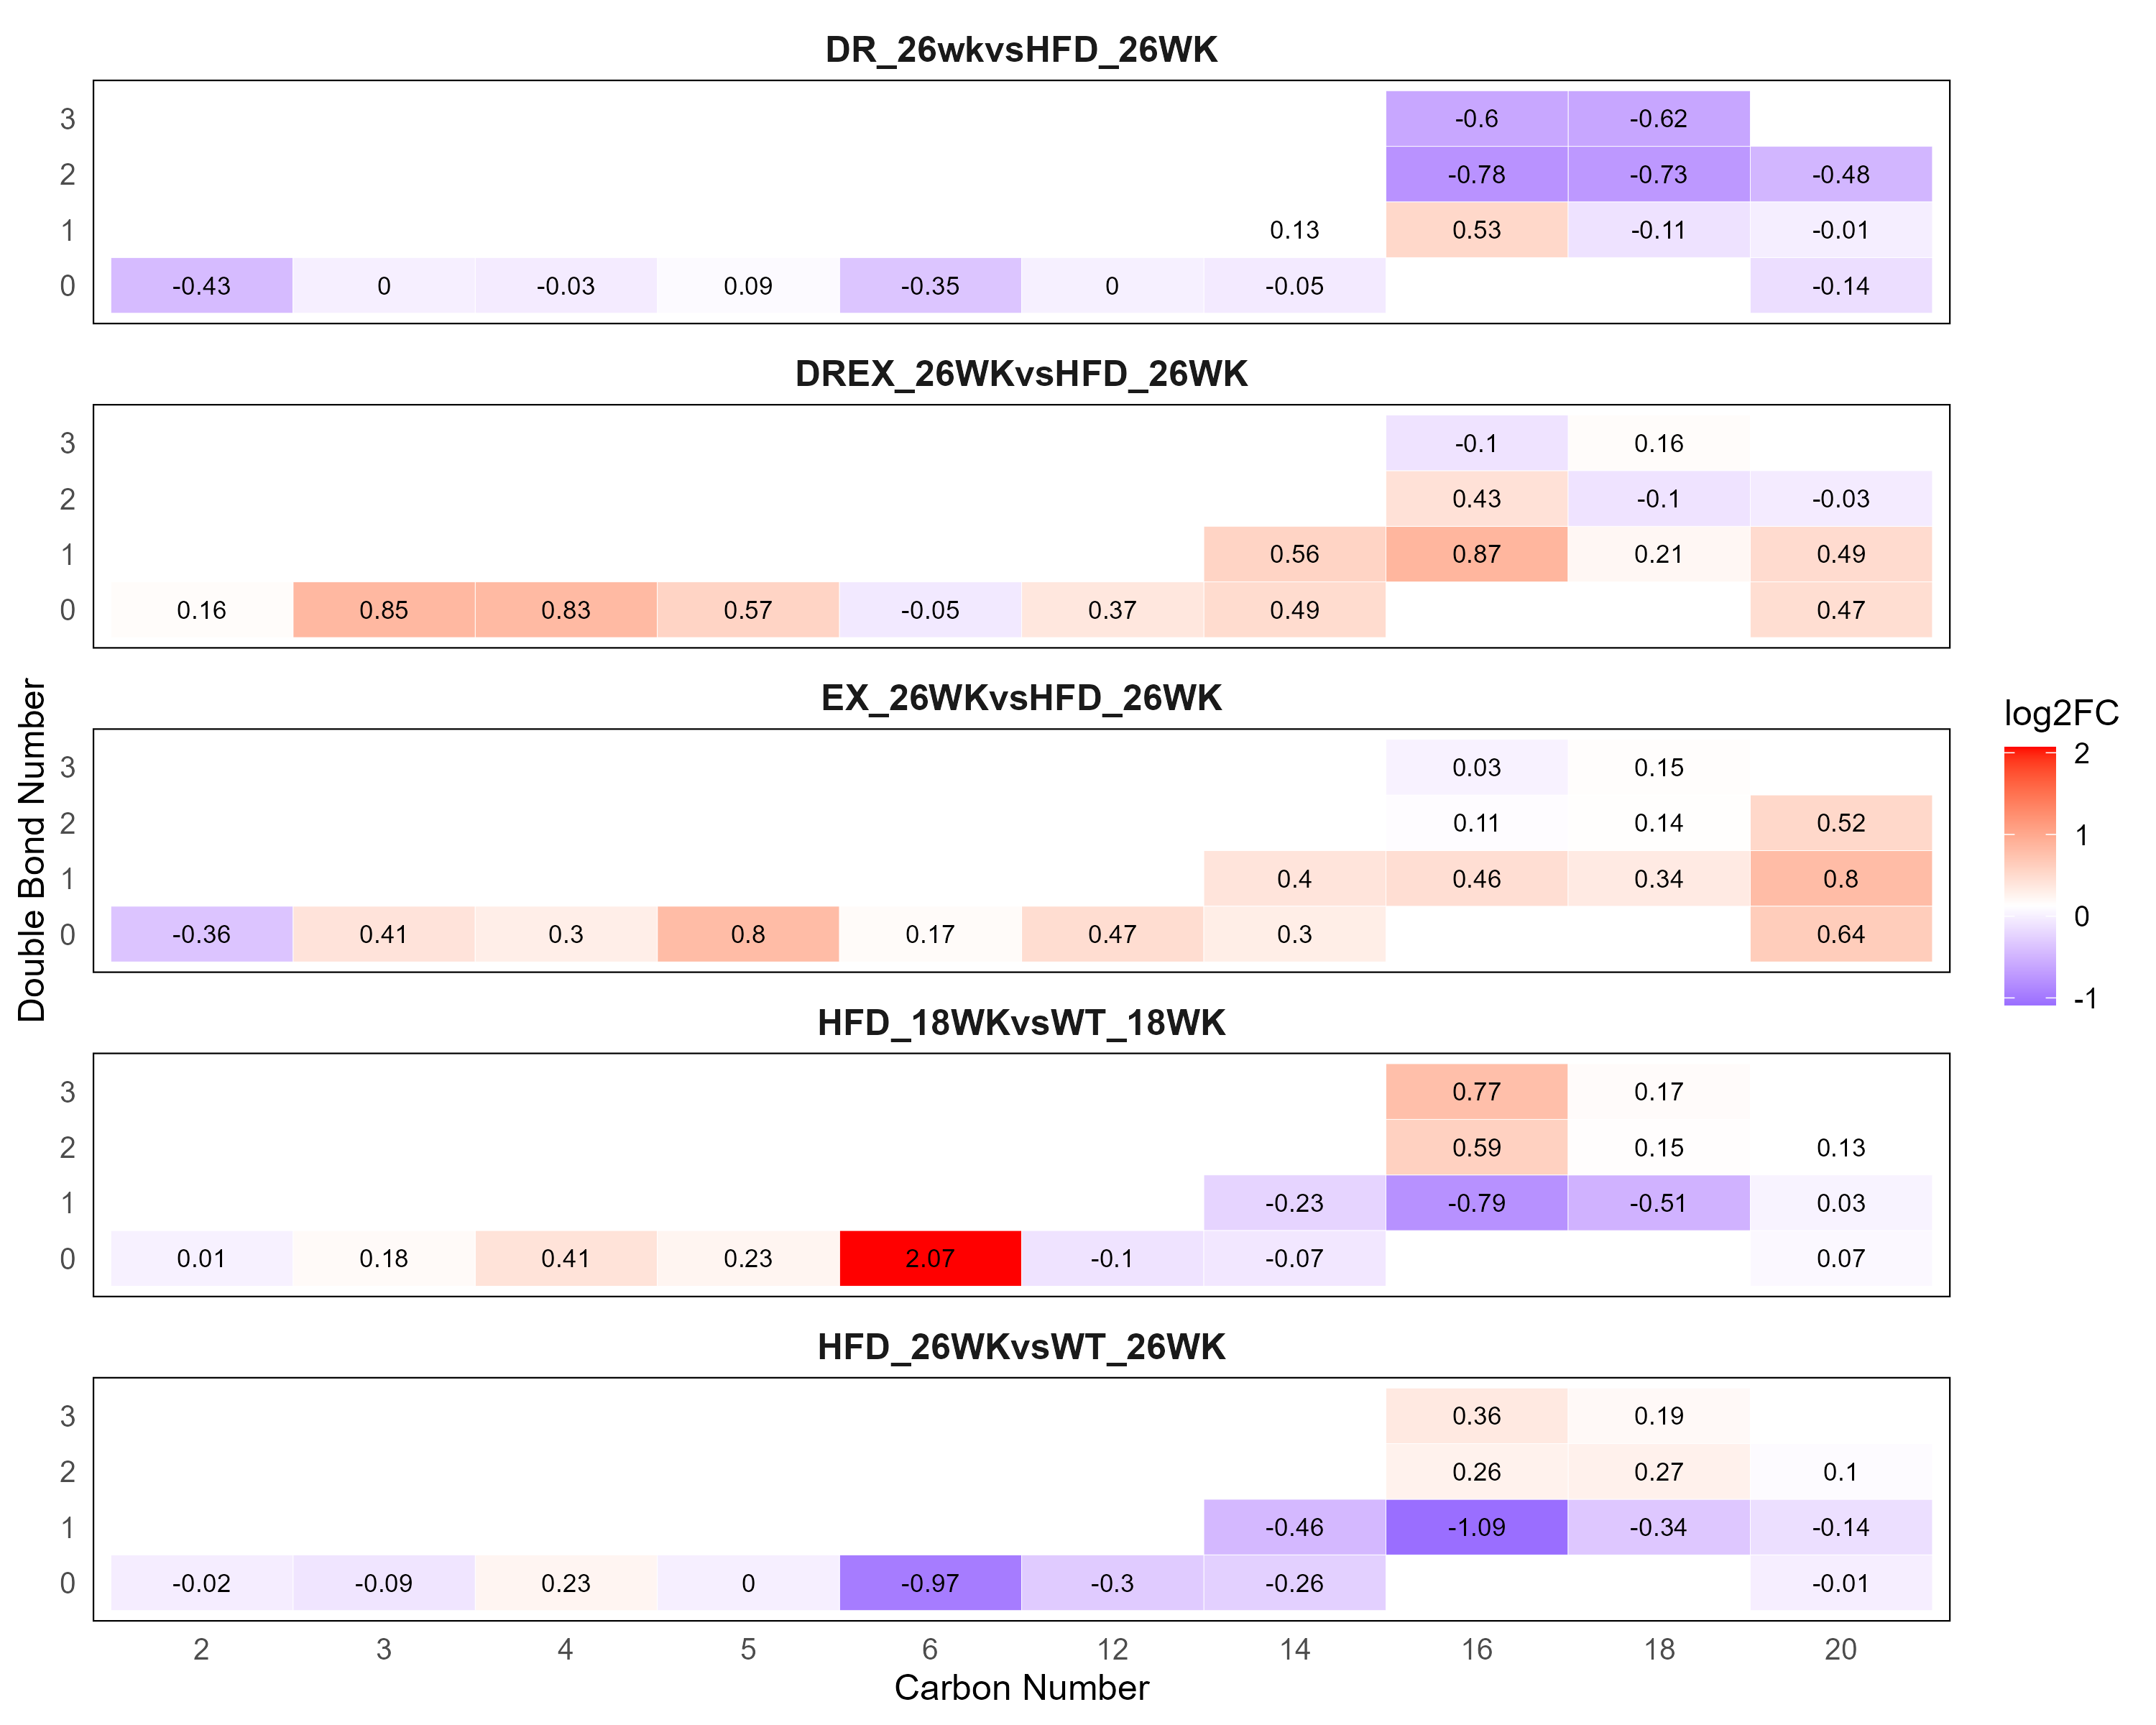 DR_26wkvsHFD_26WK
3 -0.6 -0.62
2 -0.78 -0.73 -0.48
1 0.13 0.53 -0.11 -0.01
0 -0.43 0 -0.03 0.09 -0.35 0 -0.05 -0.14
DREX_26WKvsHFD_26WK
3 -0.1 0.16
2 0.43 -0.1 -0.03
1 0.56 0.87 0.21 0.49
0 0.16 0.85 0.83 0.57 -0.05 0.37 0.49 0.47
EX_26WKvsHFD_26WK
3 0.03 0.15
2 0.11 0.14 0.52
1 0.4 0.46 0.34 0.8
0 -0.36 0.41 0.3 0.8 0.17 0.47 0.3 0.64
HFD_18WKvsWT_18WK
3 0.77 0.17
2 0.59 0.15 0.13
1 -0.23 -0.79 -0.51 0.03
0 0.01 0.18 0.41 0.23 2.07 -0.1 -0.07 0.07
HFD_26WKvsWT_26WK
3 0.36 0.19
2 0.26 0.27 0.1
1 -0.46 -1.09 -0.34 -0.14
0 -0.02 -0.09 0.23 0 -0.97 -0.3 -0.26 -0.01
2 3 4 5 6 12 14 16 18 20
Carbon Number
Double Bond Number
log2FC
2
1
0
-1